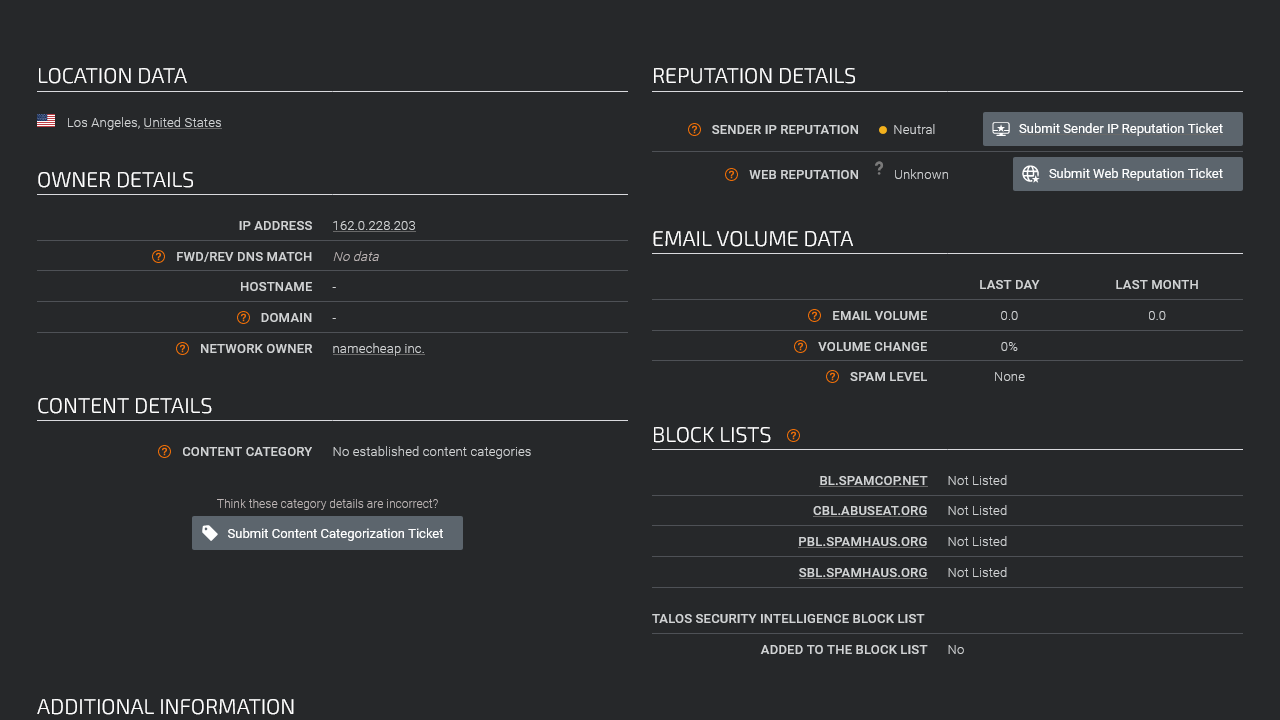 LOCATION DATA
Los Angeles, United States
OWNER DETAILS
IP ADDRESS 162.0.228.203
FWD/REV DNS MATCH No data
HOSTNAME -
DOMAIN -
NETWORK OWNER namecheap inc.
CONTENT DETAILS
CONTENT CATEGORY No established content categories
Think these category details are incorrect?
Submit Content Categorization Ticket
REPUTATION DETAILS
SENDER IP REPUTATION Neutral Submit Sender IP Reputation Ticket
WEB REPUTATION ? Unknown Submit Web Reputation Ticket
EMAIL VOLUME DATA
LAST DAY LAST MONTH
EMAIL VOLUME 0.0 0.0
VOLUME CHANGE 0%
SPAM LEVEL None
BLOCK LISTS
BL.SPAMCOP.NET Not Listed
CBL.ABUSEAT.ORG Not Listed
PBL.SPAMHAUS.ORG Not Listed
SBL.SPAMHAUS.ORG Not Listed
TALOS SECURITY INTELLIGENCE BLOCK LIST
ADDED TO THE BLOCK LIST No
ADDITIONAL INFORMATION